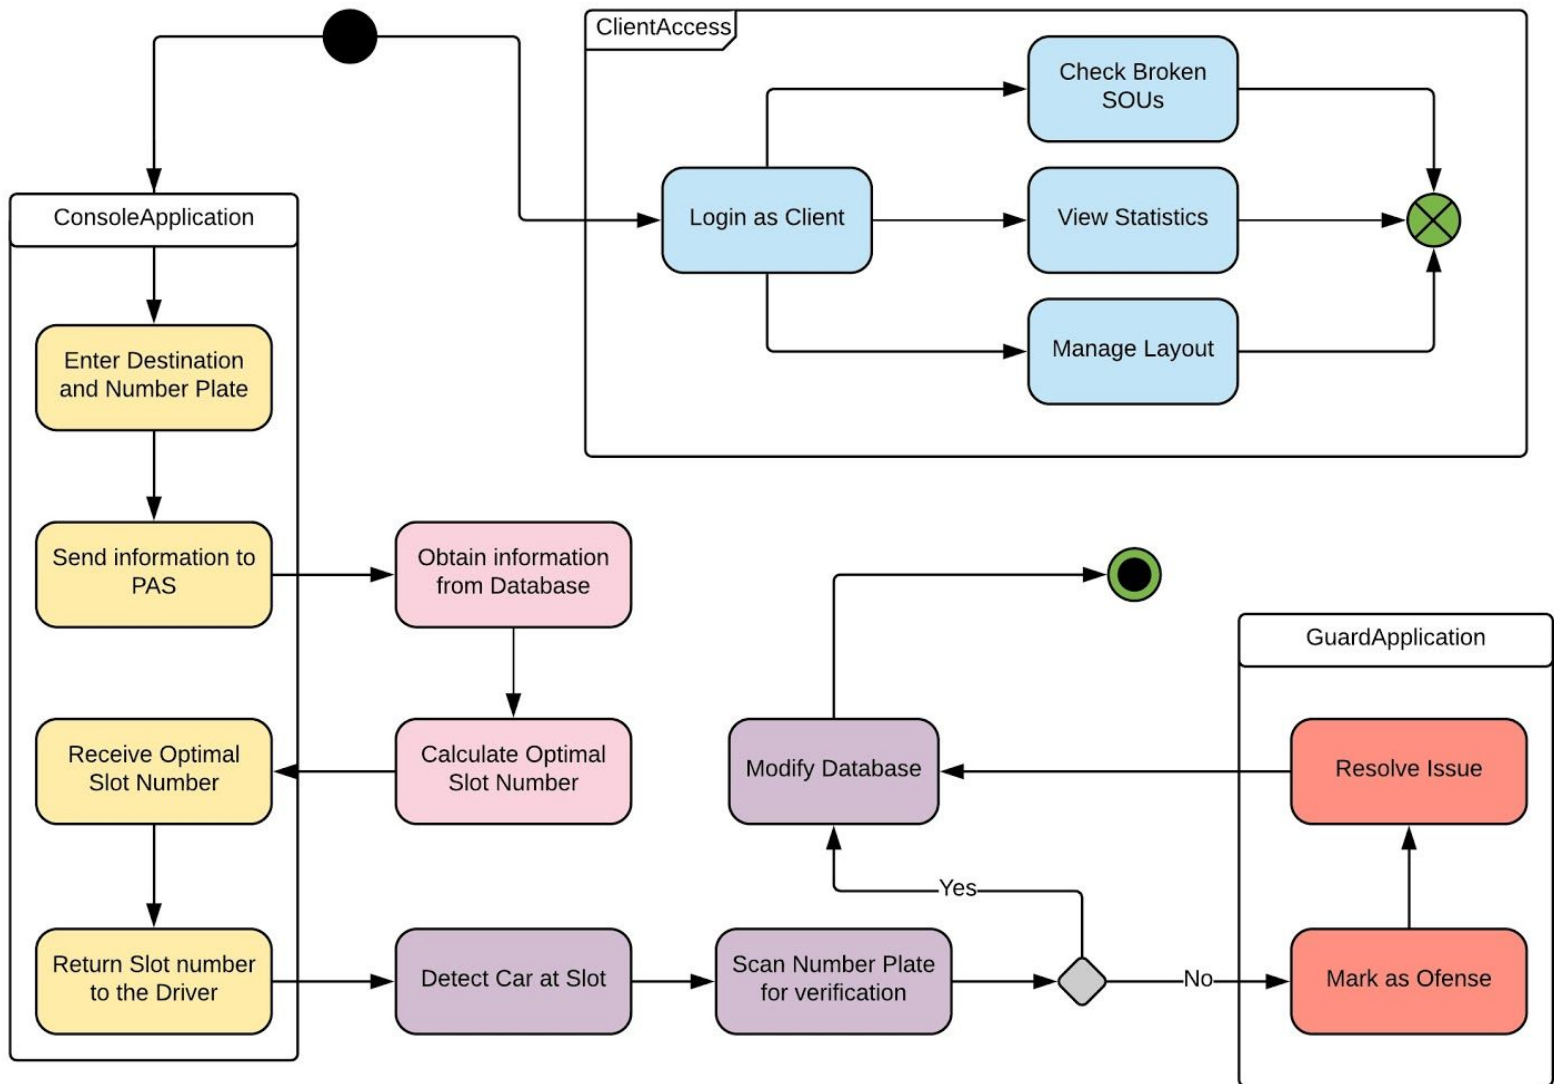 ClientAccess
Check Broken
SOUs
Login as Client
View Statistics
Manage Layout
ConsoleApplication
Enter Destination
and Number Plate
Send information to
PAS
Obtain information
from Database
Receive Optimal
Slot Number
Calculate Optimal
Slot Number
Return Slot number
to the Driver
Detect Car at Slot
Scan Number Plate
for verification
Yes
No
Modify Database
GuardApplication
Resolve Issue
Mark as Ofense